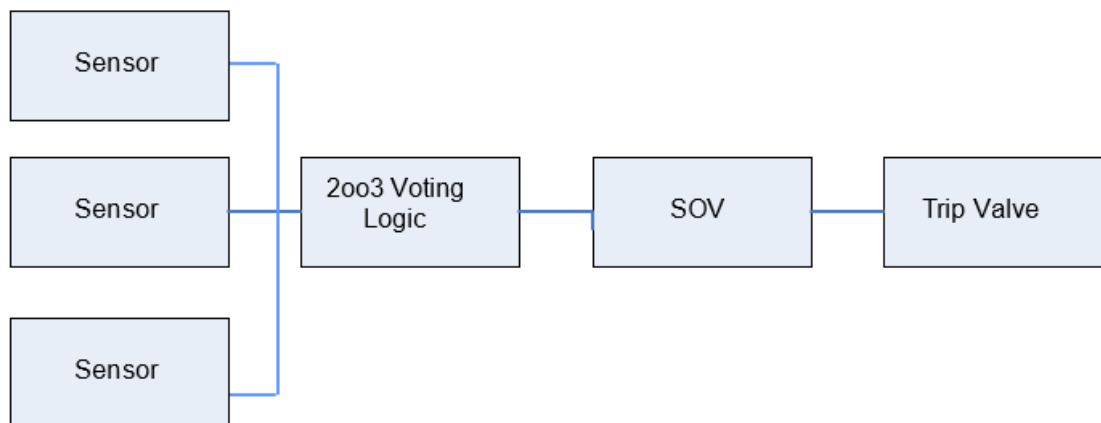 Sensor
Sensor
2oo3 Voting
Logic
SOV
Trip Valve
Sensor